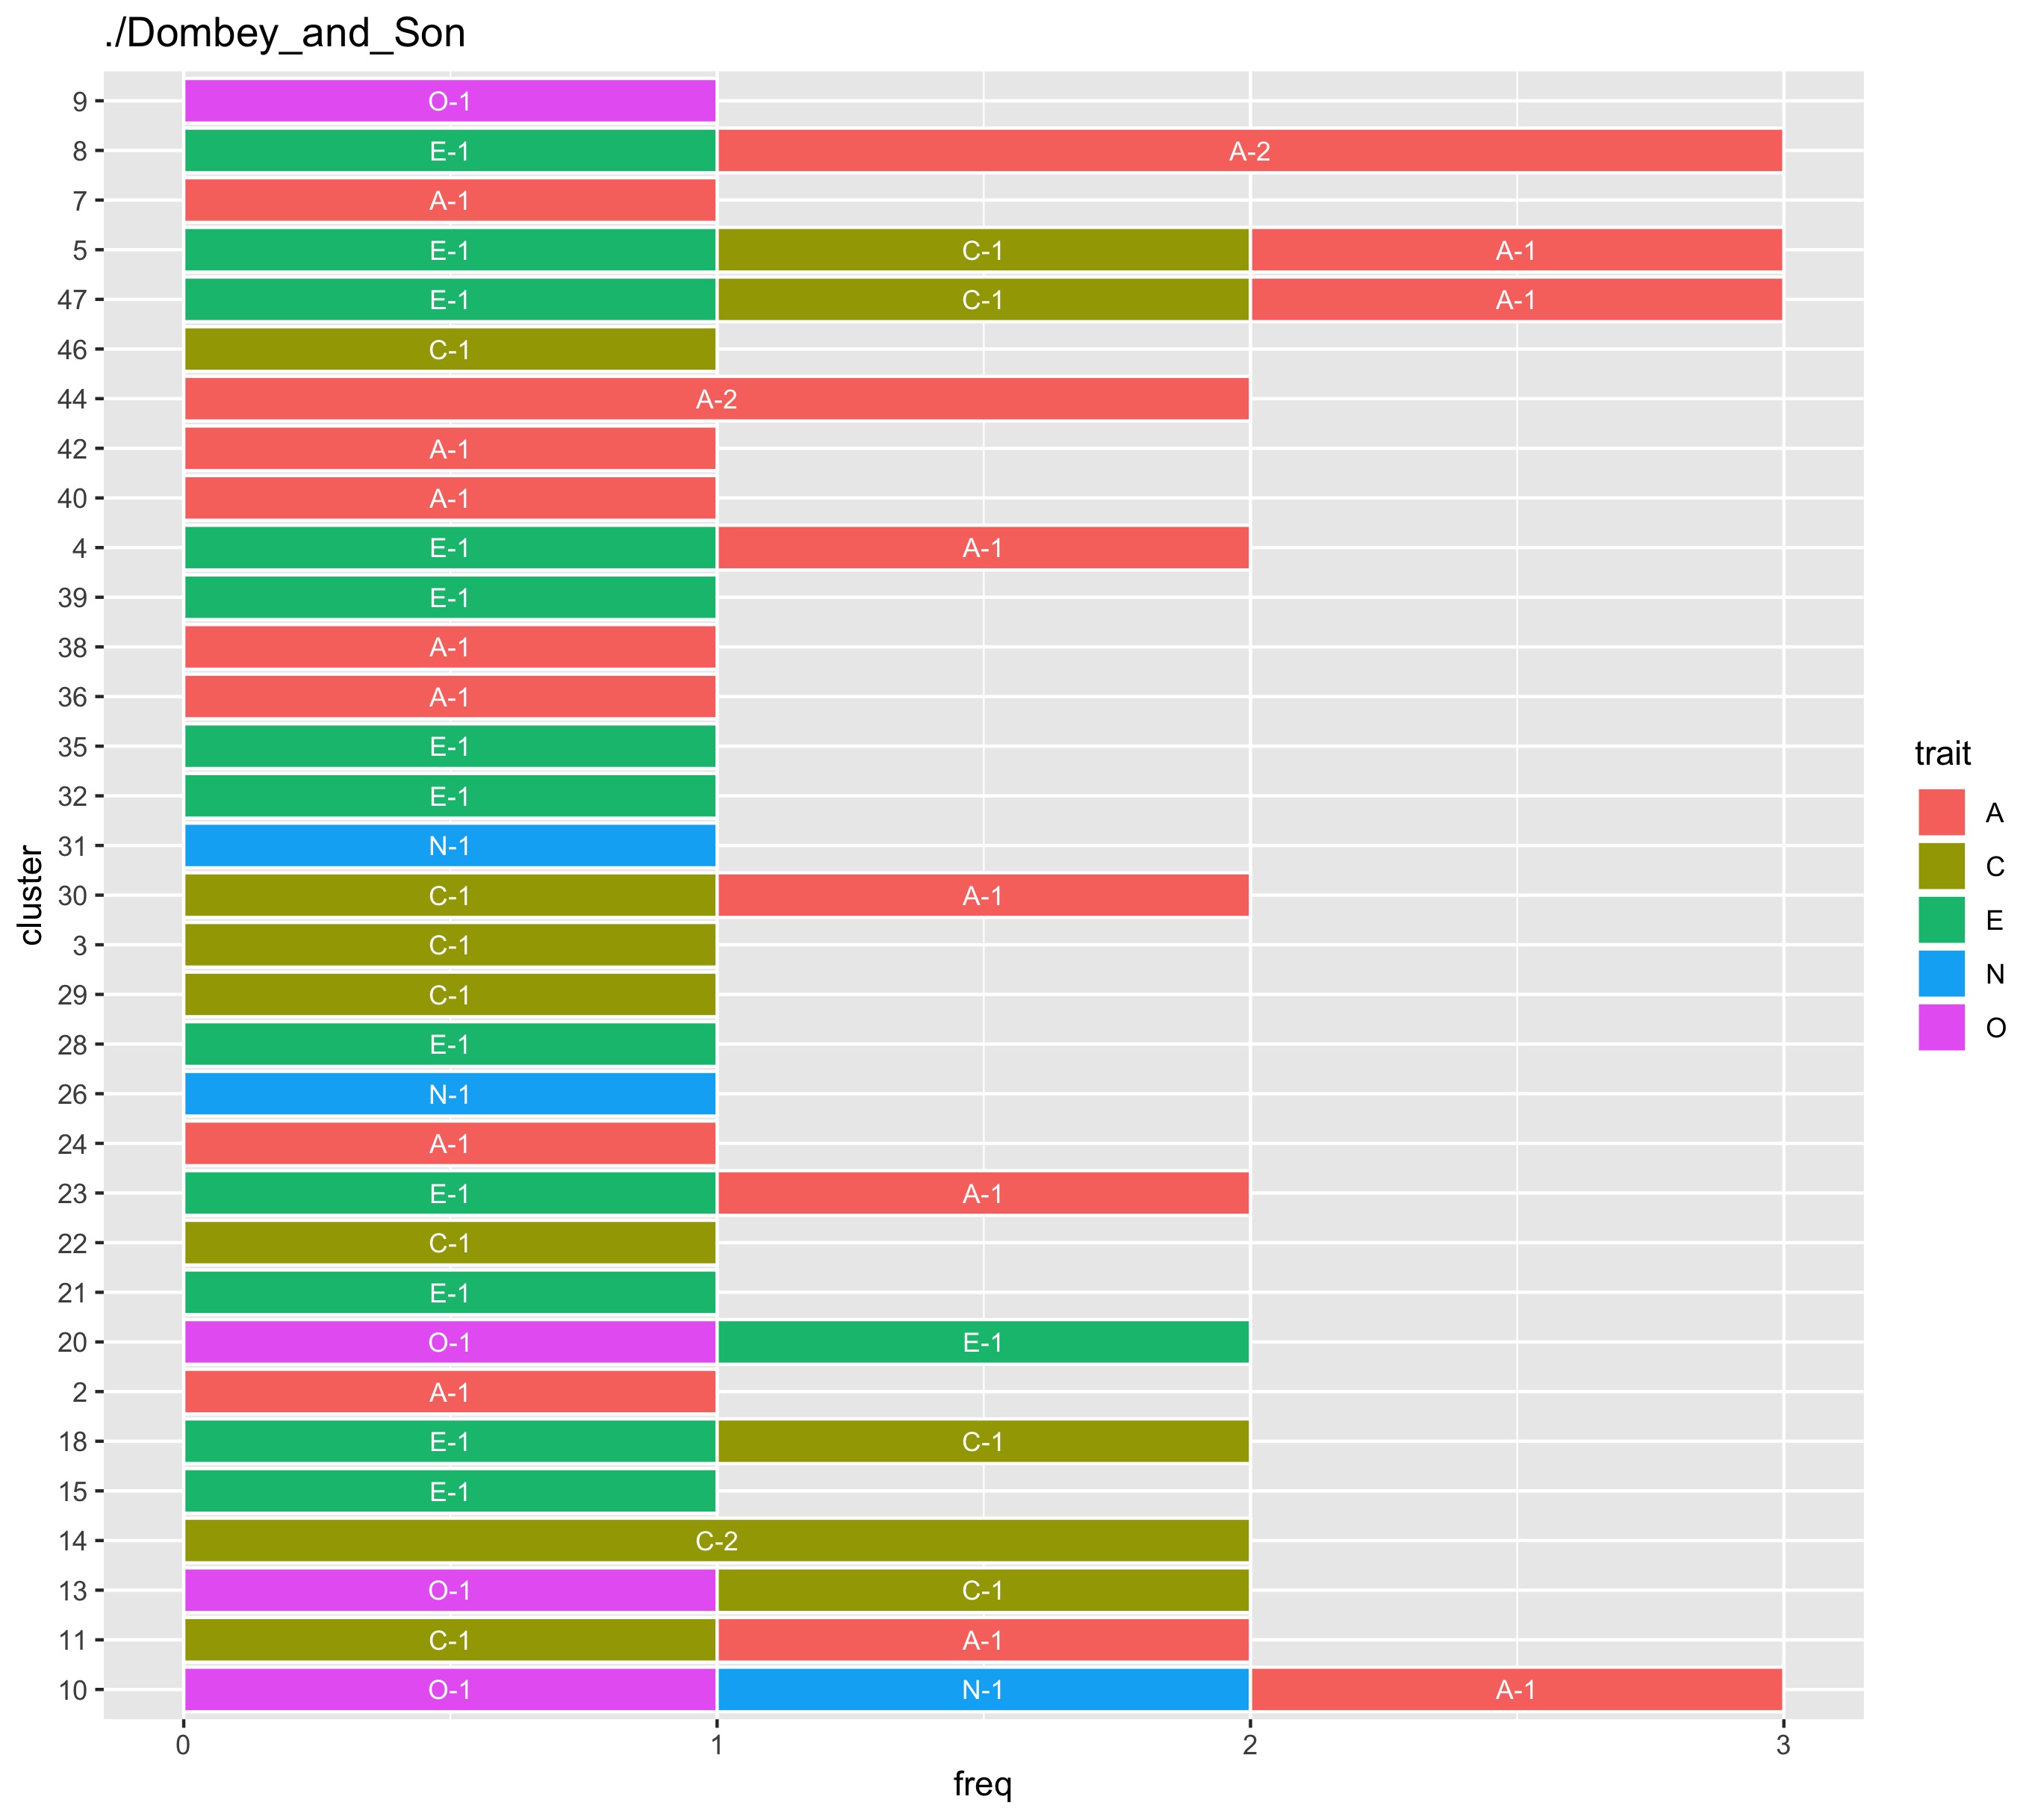 ./Dombey_and_Son
9 O-1
8 E-1 A-2
7 A-1
5 E-1 C-1 A-1
47 E-1 C-1 A-1
46 C-1
44 A-2
42 A-1
40 A-1
4 E-1 A-1
39 E-1
38 A-1
36 A-1
35 E-1
32 E-1
31 N-1
30 C-1 A-1
3 C-1
29 C-1
28 E-1
26 N-1
24 A-1
23 E-1 A-1
22 C-1
21 E-1
20 O-1 E-1
2 A-1
18 E-1 C-1
15 E-1
14 C-2
13 O-1 C-1
11 C-1 A-1
10 O-1 N-1 A-1
0 1 2 3
freq
cluster
trait
A
C
E
N
O